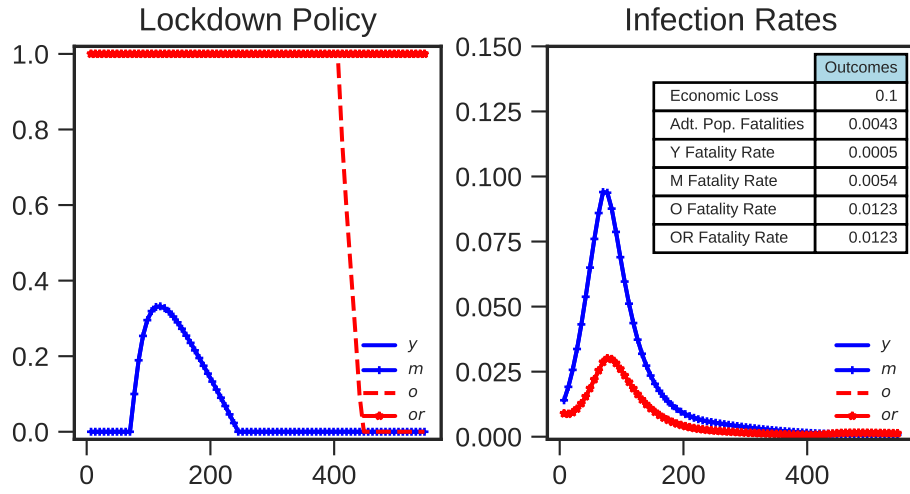 Lockdown Policy
1.0
0.8
0.6
0.4
0.2
0.0
0
200
400
y
m
o
or
Infection Rates
0.150
0.125
0.100
0.075
0.050
0.025
0.000
0
200
400
Outcomes
Economic Loss 0.1
Adt. Pop. Fatalities 0.0043
Y Fatality Rate 0.0005
M Fatality Rate 0.0054
O Fatality Rate 0.0123
OR Fatality Rate 0.0123
y
m
o
or